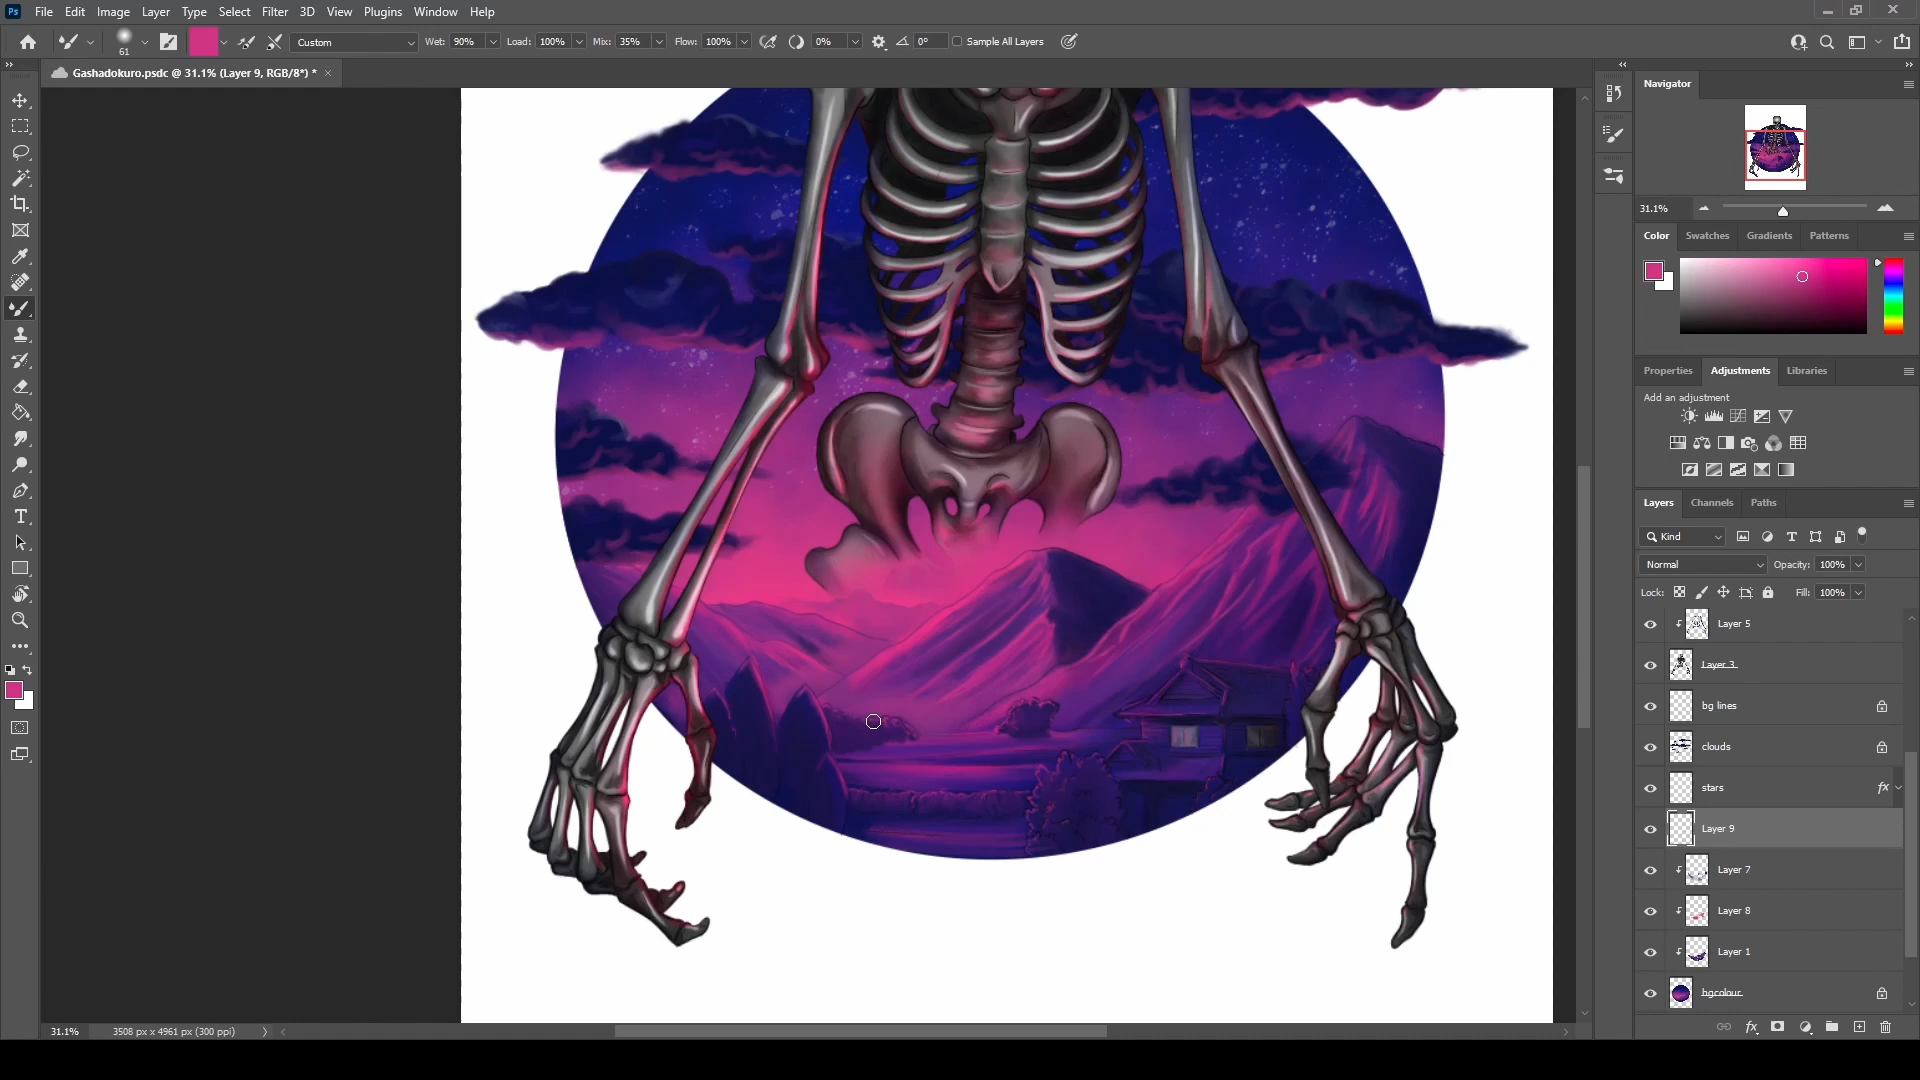 Ps File Edit Image Layer Type Select Filter 3D View Plugins Window Help
61 Custom Wet: 90% Load: 100% Mix: 35% Flow: 100% 0% 0° Sample All Layers
Gashadokuro.psdc @ 31.1% (Layer 9, RGB/8*) * ×
Navigator
31.1%
Color Swatches Gradients Patterns
Properties Adjustments Libraries
Add an adjustment
Layers Channels Paths
Kind
Normal Opacity: 100%
Lock: Fill: 100%
Layer 5
Layer 3
bg lines
clouds
stars fx
Layer 9
Layer 7
Layer 8
Layer 1
bgcolour
fx
31.1% 3508 px x 4961 px (300 ppi)